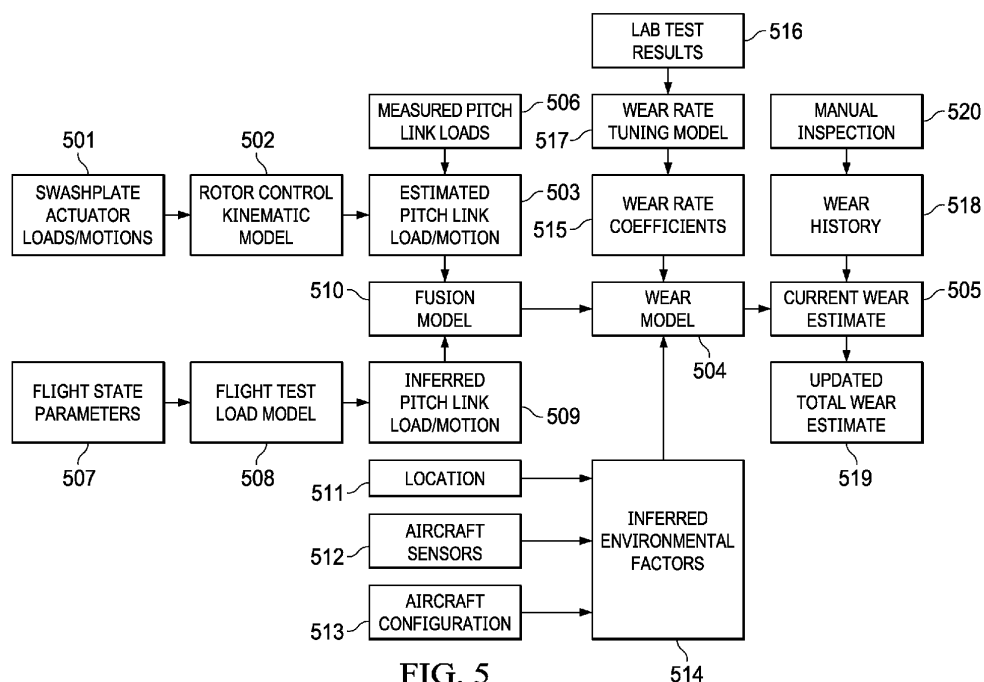 LAB TEST
RESULTS
516
506
MEASURED PITCH
LINK LOADS
WEAR RATE
TUNING MODEL
517
MANUAL
INSPECTION
520
501
502
SWASHPLATE
ACTUATOR
LOADS/MOTIONS
ROTOR CONTROL
KINEMATIC
MODEL
ESTIMATED
PITCH LINK
LOAD/MOTION
503
WEAR RATE
COEFFICIENTS
515
WEAR
HISTORY
518
510
FUSION
MODEL
WEAR
MODEL
504
CURRENT WEAR
ESTIMATE
505
FLIGHT STATE
PARAMETERS
507
FLIGHT TEST
LOAD MODEL
508
INFERRED
PITCH LINK
LOAD/MOTION
509
UPDATED
TOTAL WEAR
ESTIMATE
519
LOCATION
511
AIRCRAFT
SENSORS
512
AIRCRAFT
CONFIGURATION
513
INFERRED
ENVIRONMENTAL
FACTORS
514
FIG. 5